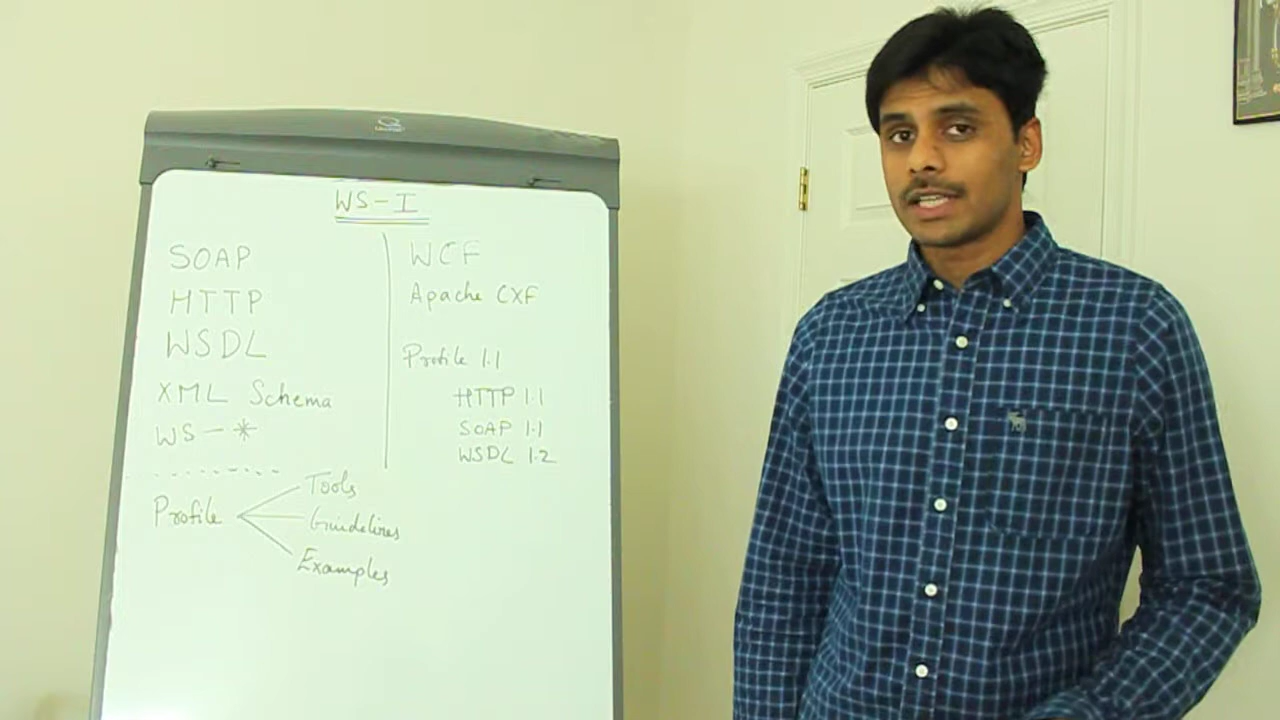 WS-I
SOAP
HTTP
WSDL
XML Schema
WS-*
Profile
Tools
Guidelines
Examples
WCF
Apache CXF
Profile 1.1
HTTP 1.1
SOAP 1.1
WSDL 1.2